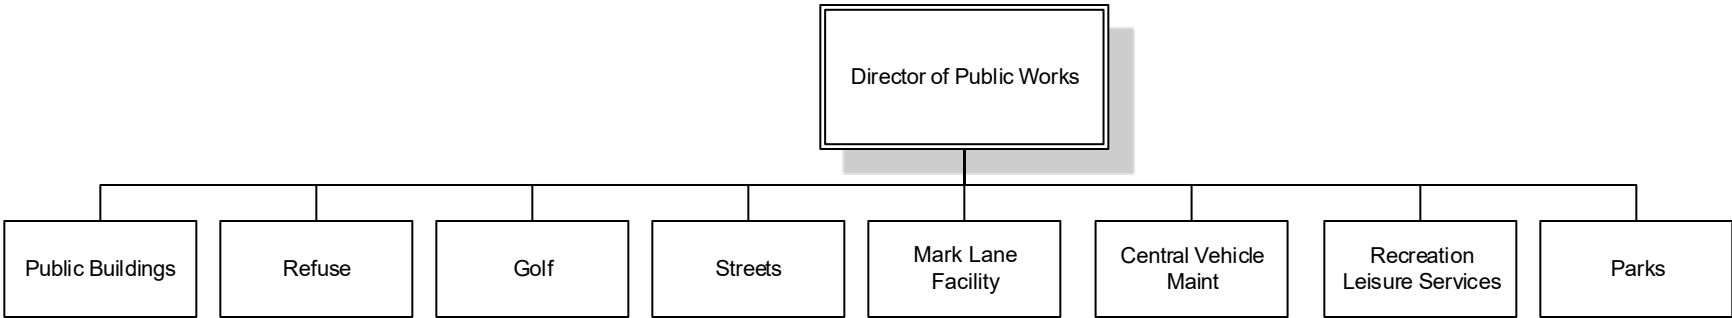 Director of Public Works
Public Buildings
Refuse
Golf
Streets
Mark Lane
Facility
Central Vehicle
Maint
Recreation
Leisure Services
Parks